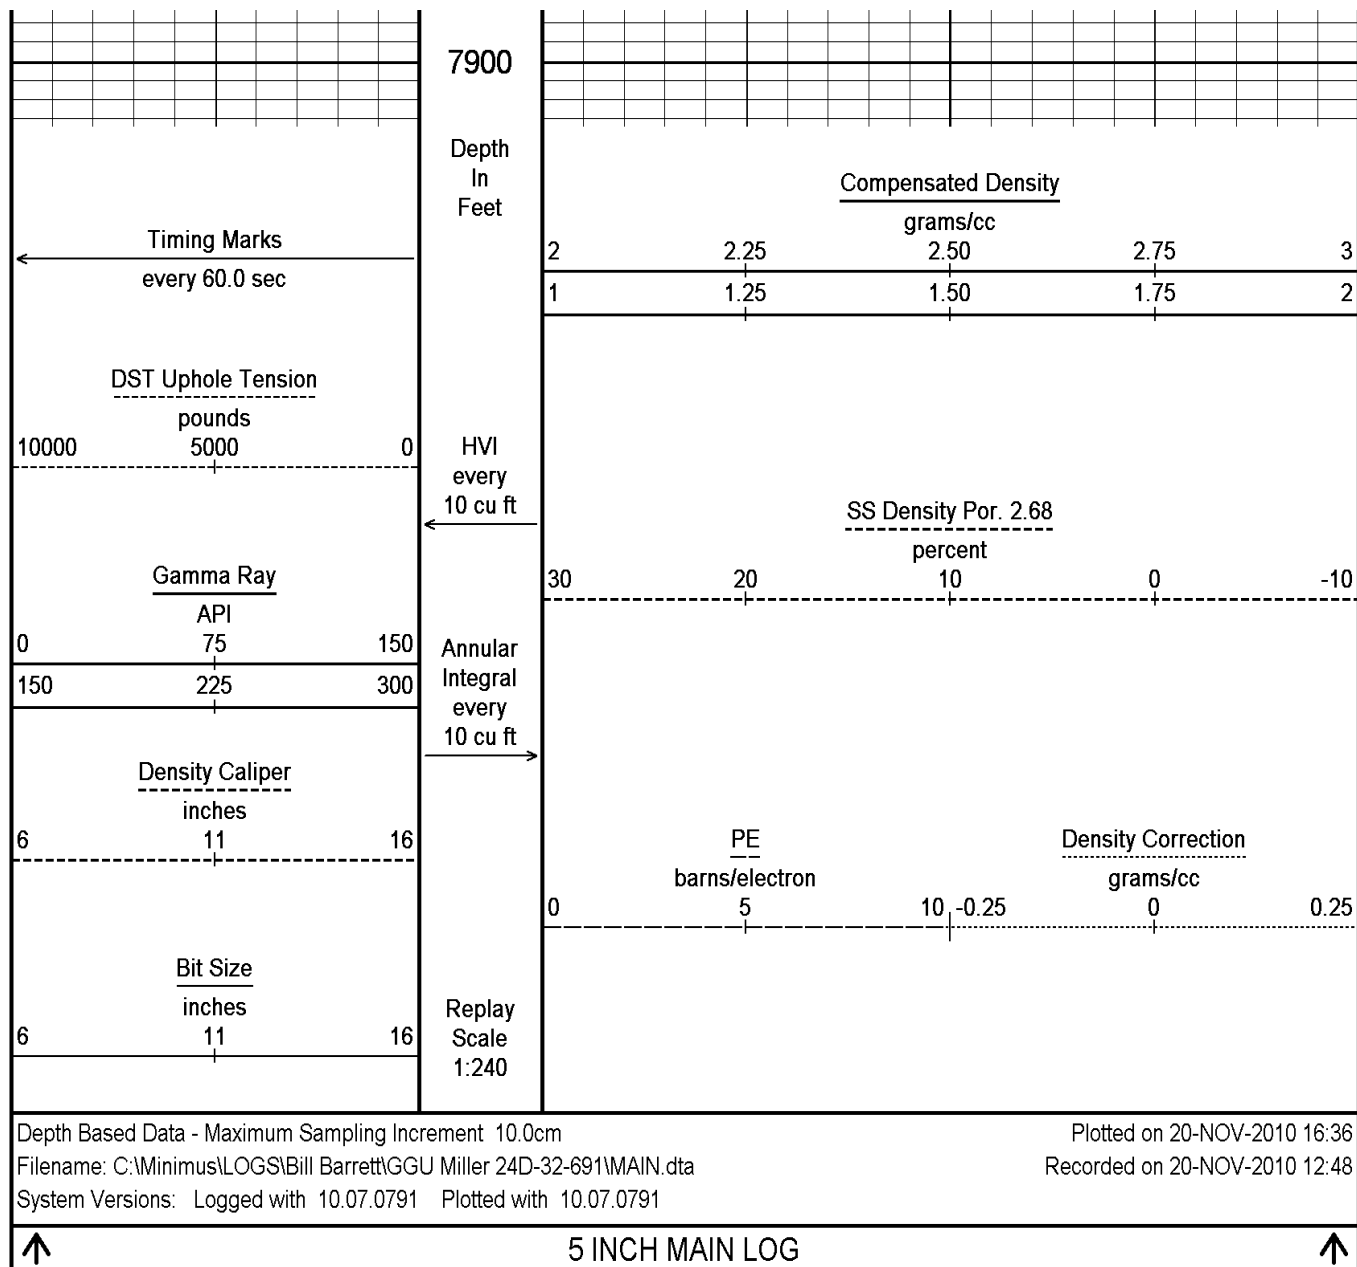 7900
Depth
In
Feet
Compensated Density
grams/cc
2 2.25 2.50 2.75 3
1 1.25 1.50 1.75 2
Timing Marks
every 60.0 sec
DST Uphole Tension
pounds
10000 5000 0
HVI
every
10 cu ft
SS Density Por. 2.68
percent
30 20 10 0 -10
Gamma Ray
API
0 75 150
150 225 300
Annular
Integral
every
10 cu ft
Density Caliper
inches
6 11 16
PE
barns/electron
0 5 10
Density Correction
grams/cc
-0.25 0 0.25
Bit Size
inches
6 11 16
Replay
Scale
1:240
Depth Based Data - Maximum Sampling Increment 10.0cm
Plotted on 20-NOV-2010 16:36
Filename: C:\Minimus\LOGS\Bill Barrett\GGU Miller 24D-32-691\MAIN.dta
Recorded on 20-NOV-2010 12:48
System Versions: Logged with 10.07.0791 Plotted with 10.07.0791
5 INCH MAIN LOG